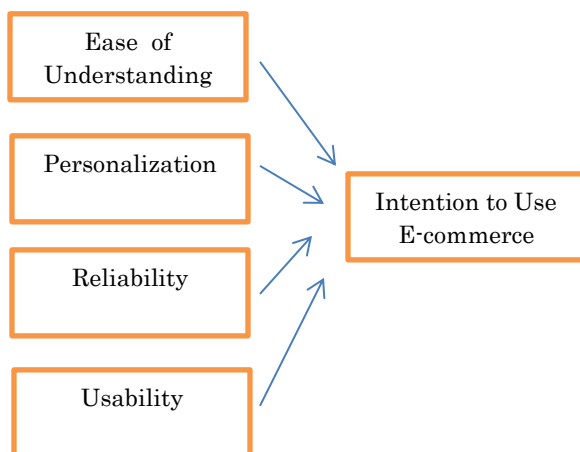 Ease of
Understanding
Personalization
Reliability
Usability
Intention to Use
E-commerce